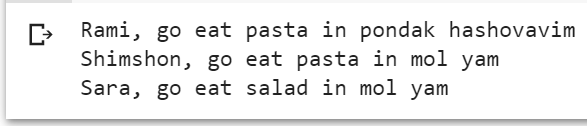 Rami, go eat pasta in pondak hashovavim
Shimshon, go eat pasta in mol yam
Sara, go eat salad in mol yam